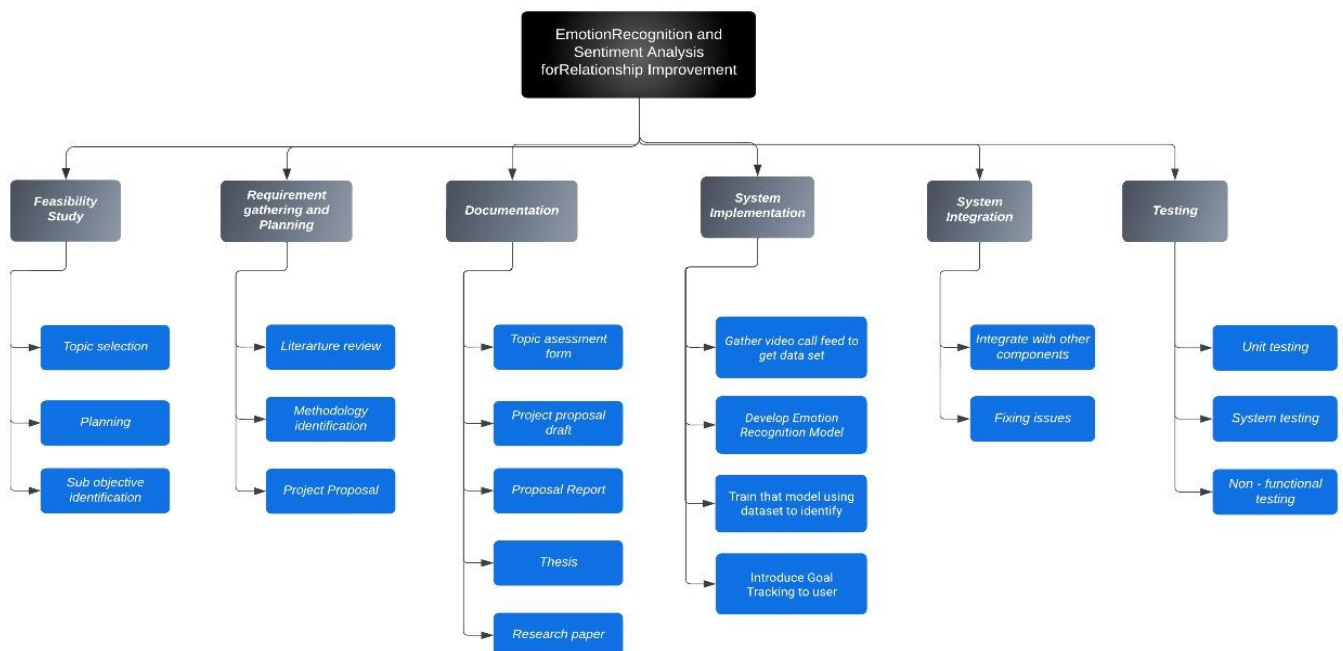 EmotionRecognition and
Sentiment Analysis
forRelationship Improvement
Feasibility
Study
Requirement
gathering and
Planning
Documentation
System
Implementation
System
Integration
Testing
Topic selection
Planning
Sub objective
identification
Literarture review
Methodology
identification
Project Proposal
Topic asessment
form
Project proposal
draft
Proposal Report
Thesis
Research paper
Gather video call feed to
get data set
Develop Emotion
Recognition Model
Train that model using
dataset to identify
Introduce Goal
Tracking to user
Integrate with other
components
Fixing issues
Unit testing
System testing
Non - functional
testing